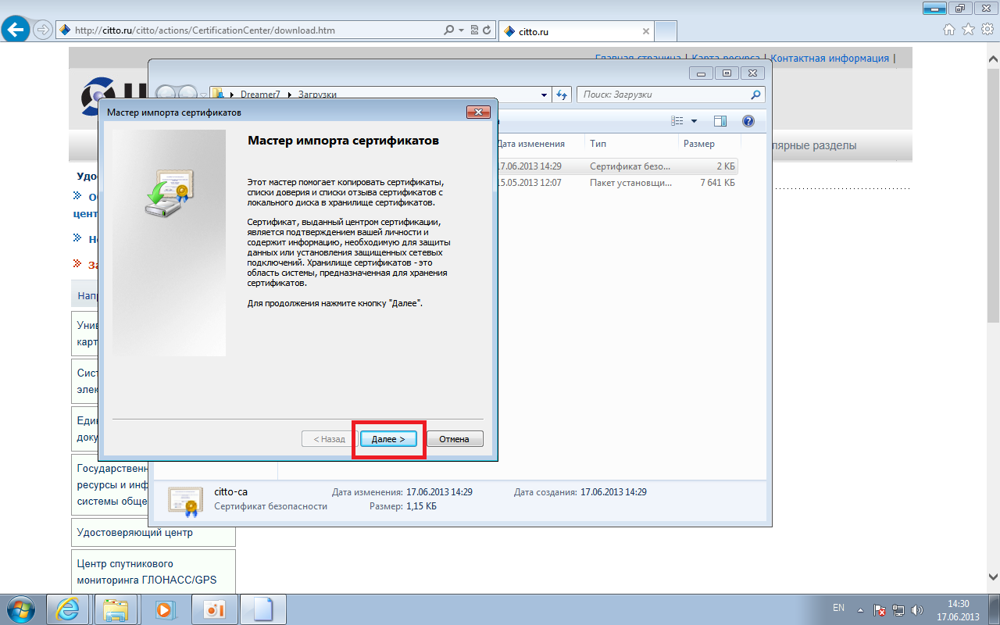 http://citto.ru/citto/actions/CertificationCenter/download.htm
citto.ru
Главная страница | Карта ресурса | Контактная информация |
Dreamer7
Загрузки
Поиск: Загрузки
Мастер импорта сертификатов
Мастер импорта сертификатов
Этот мастер помогает копировать сертификаты,
списки доверия и списки отзыва сертификатов с
локального диска в хранилище сертификатов.
Сертификат, выданный центром сертификации,
является подтверждением вашей личности и
содержит информацию, необходимую для защиты
данных или установления защищенных сетевых
подключений. Хранилище сертификатов - это
область системы, предназначенная для хранения
сертификатов.
Для продолжения нажмите кнопку "Далее".
< Назад
Далее >
Отмена
Дата изменения Тип Размер
17.06.2013 14:29 Сертификат безо... 2 КБ
15.05.2013 12:07 Пакет установщи... 7 641 КБ
лярные разделы
Удо
цент
Напр
Унив
карт
Сист
элек
Един
доку
Государственн
ресурсы и инф
системы обще
Удостоверяющий центр
Центр спутникового
мониторинга ГЛОНАСС/GPS
citto-ca
Дата изменения: 17.06.2013 14:29
Дата создания: 17.06.2013 14:29
Сертификат безопасности
Размер: 1,15 КБ
EN
14:30
17.06.2013